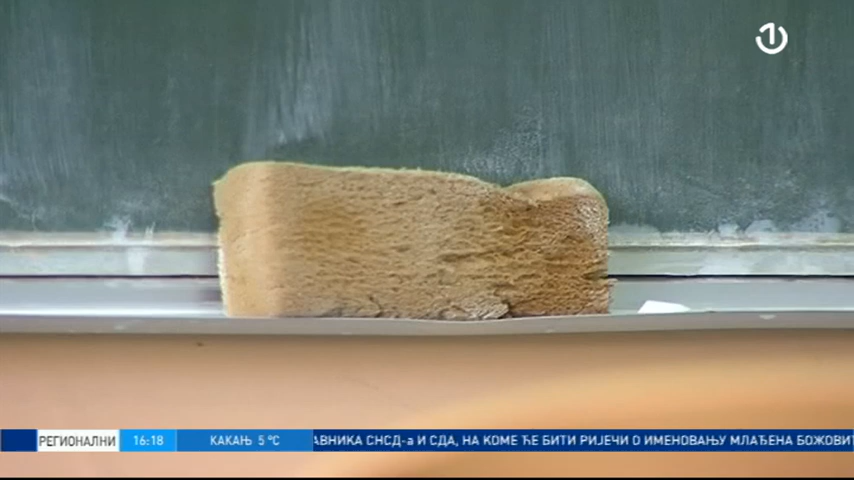 РЕГИОНАЛНИ 16:18 КАКАЊ 5 °C АВНИКА СНСД-а И СДА, НА КОМЕ ЋЕ БИТИ РИЈЕЧИ О ИМЕНОВАЊУ МЛАЂЕНА БОЖОВИ